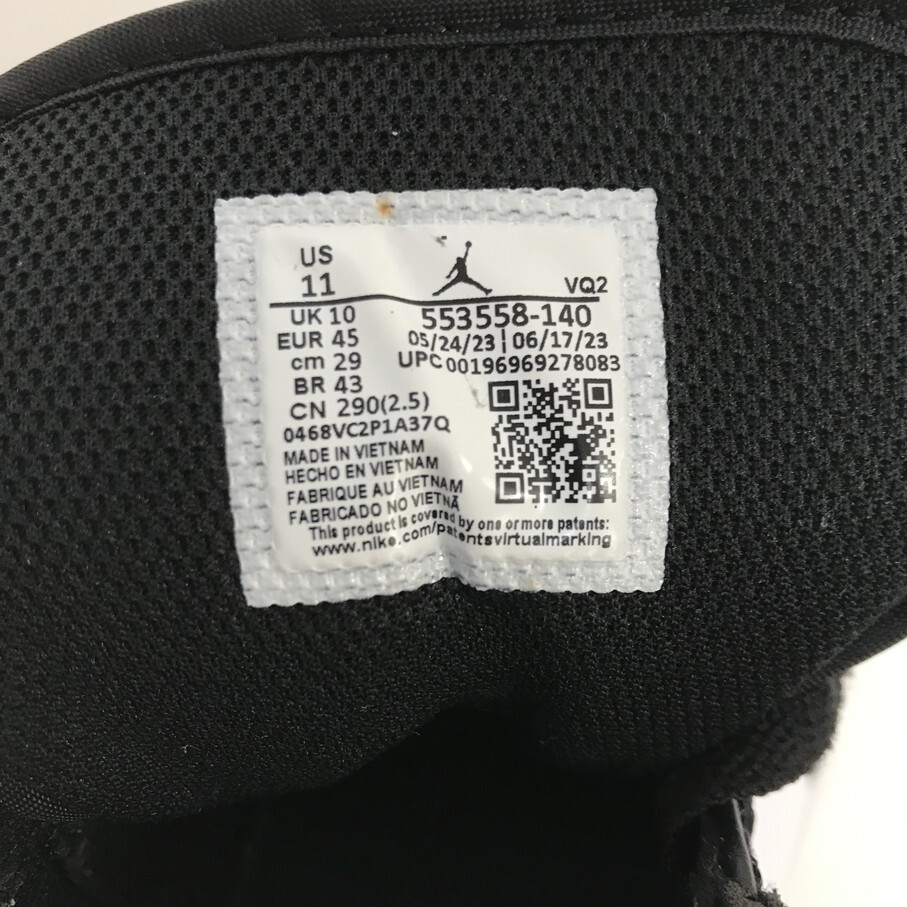 US
11
VQ2
UK 10
553558-140
EUR 45
05/24/23 | 06/17/23
cm 29
UPC 00196969278083
BR 43
CN 290(2.5)
0468VC2P1A37Q
MADE IN VIETNAM
HECHO EN VIETNAM
FABRIQUE AU VIETNAM
FABRICADO NO VIETNÃ
This product is covered by one or more patents:
www.nike.com/patentsvirtualmarking